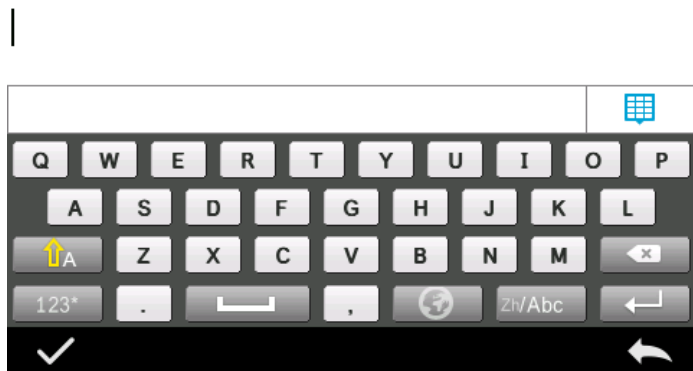 Q W E R T Y U I O P
A S D F G H J K L
A Z X C V B N M
123* . , Zh/Abc